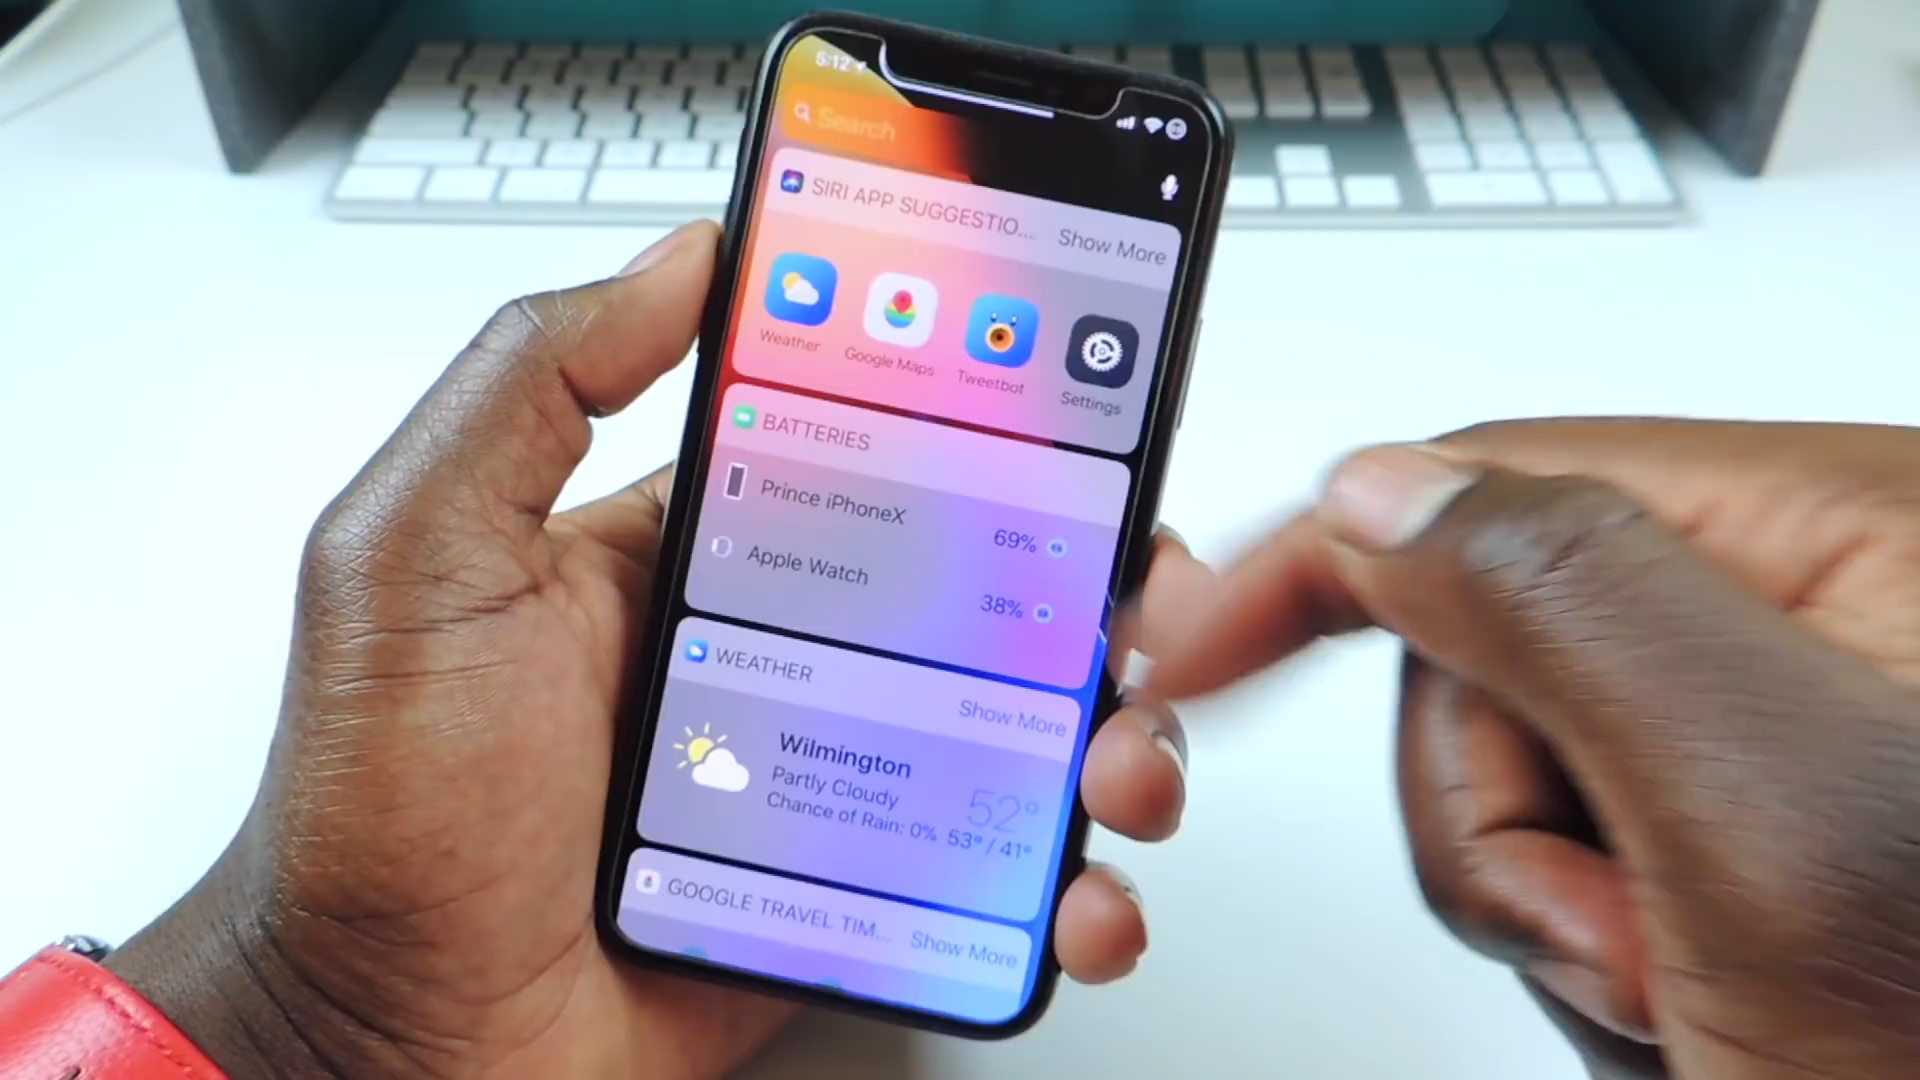 5:12
Search
SIRI APP SUGGESTIO... Show More
Weather Google Maps Tweetbot Settings
BATTERIES
Prince iPhoneX 69%
Apple Watch 38%
WEATHER Show More
Wilmington
Partly Cloudy 52°
Chance of Rain: 0% 53° / 41°
GOOGLE TRAVEL TIM... Show More